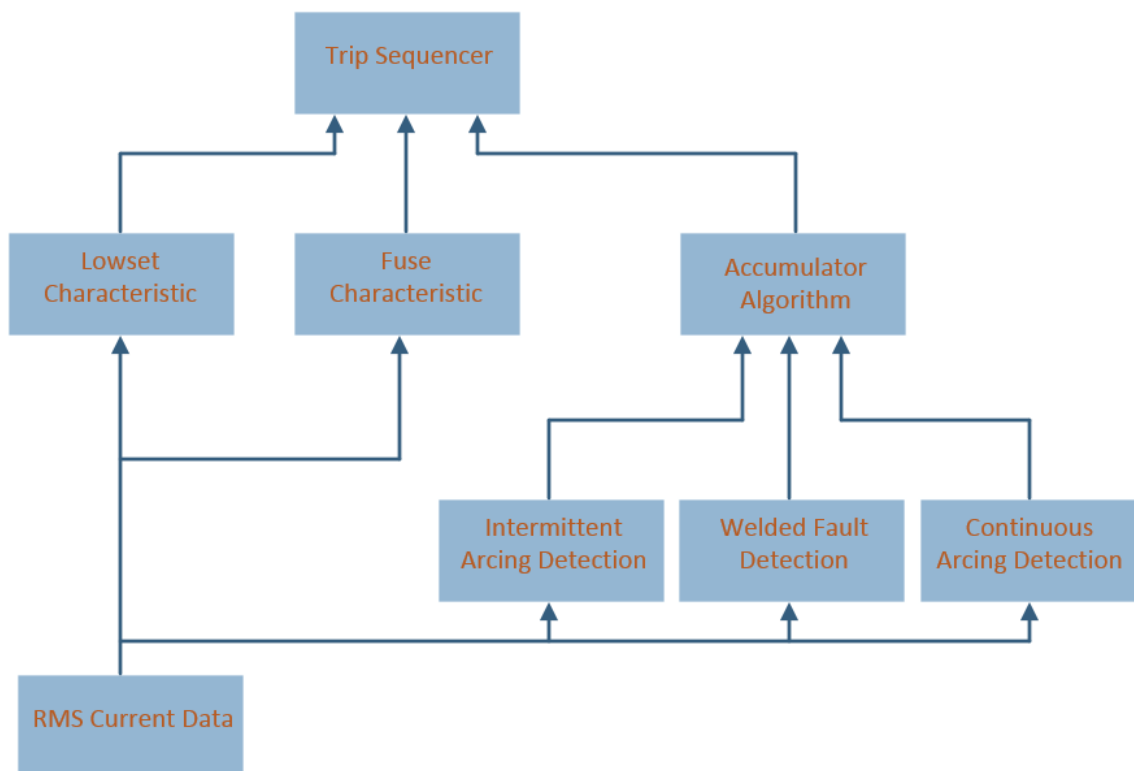 Trip Sequencer
Lowset
Characteristic
Fuse
Characteristic
Accumulator
Algorithm
Intermittent
Arcing Detection
Welded Fault
Detection
Continuous
Arcing Detection
RMS Current Data